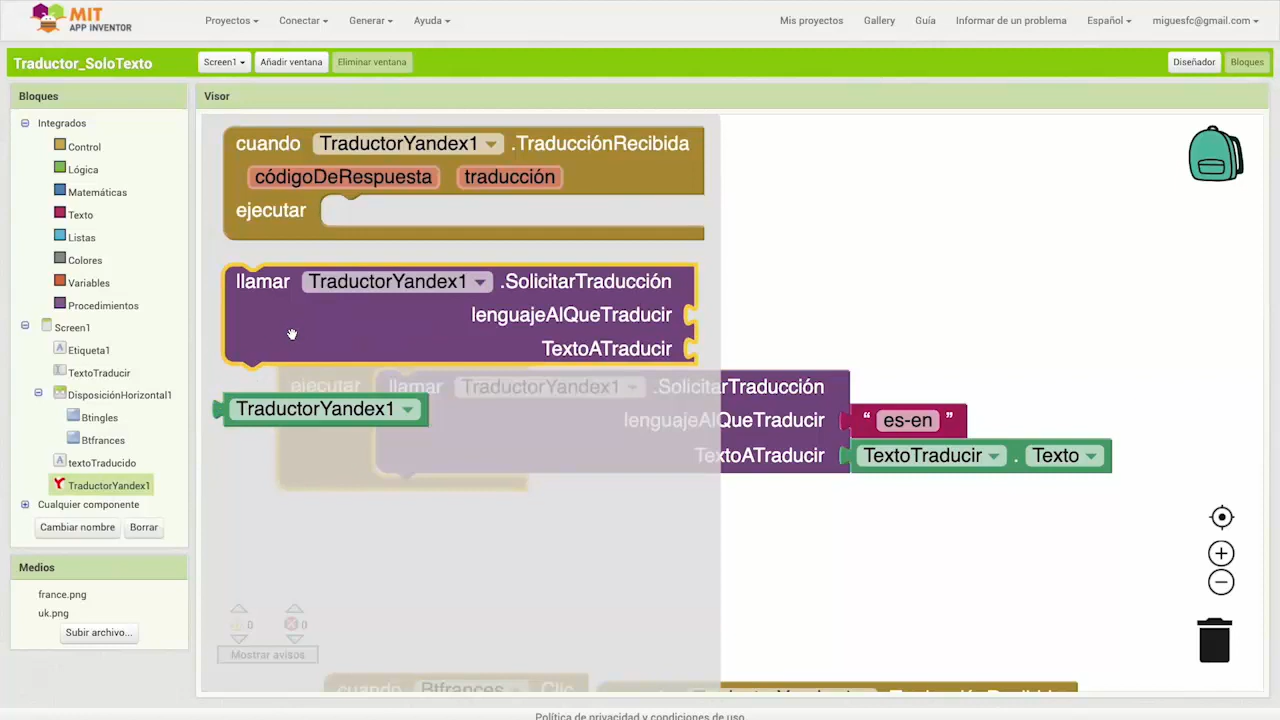 MIT
APP INVENTOR
Proyectos Conectar Generar Ayuda Mis proyectos Gallery Guía Informar de un problema Español miguesfc@gmail.com
Traductor_SoloTexto Screen1 Añadir ventana Eliminar ventana Diseñador Bloques
Bloques Visor
Integrados
Control
Lógica
Matemáticas
Texto
Listas
Colores
Variables
Procedimientos
Screen1
Etiqueta1
TextoTraducir
DisposiciónHorizontal1
Btingles
Btfrances
textoTraducido
TraductorYandex1
Cualquier componente
Cambiar nombre Borrar
Medios
france.png
uk.png
Subir archivo...
cuando TraductorYandex1 .TraducciónRecibida
códigoDeRespuesta traducción
ejecutar
llamar TraductorYandex1 .SolicitarTraducción
lenguajeAlQueTraducir
TextoATraducir
ejecutar llamar TraductorYandex1 .SolicitarTraducción
TraductorYandex1
lenguajeAlQueTraducir “ es-en ”
TextoATraducir TextoTraducir . Texto
0 0
Mostrar avisos
cuando Btfrances .Clic
Política de privacidad y condiciones de uso